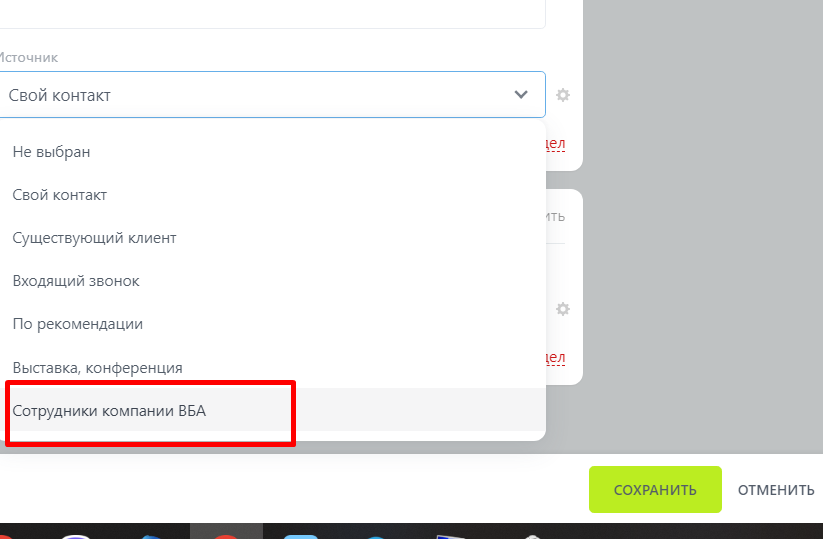 Источник
Свой контакт
Не выбран
Свой контакт
Существующий клиент
Входящий звонок
По рекомендации
Выставка, конференция
Сотрудники компании ВБА
СОХРАНИТЬ
ОТМЕНИТЬ